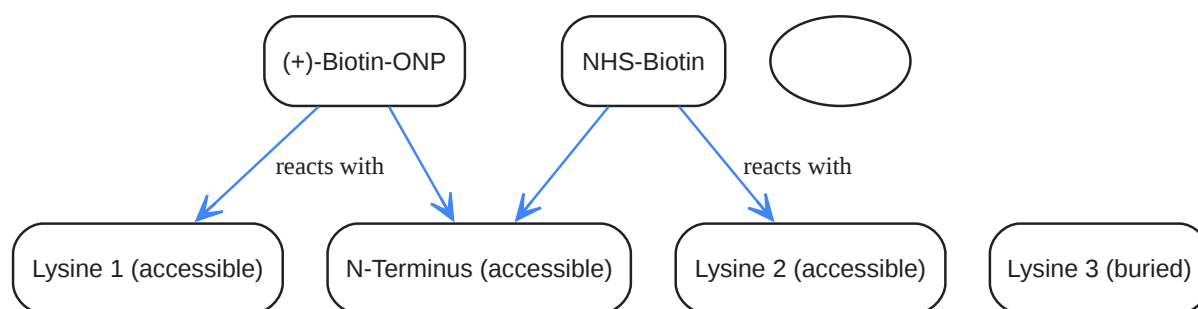 (+)-Biotin-ONP
NHS-Biotin
reacts with
reacts with
Lysine 1 (accessible)
N-Terminus (accessible)
Lysine 2 (accessible)
Lysine 3 (buried)